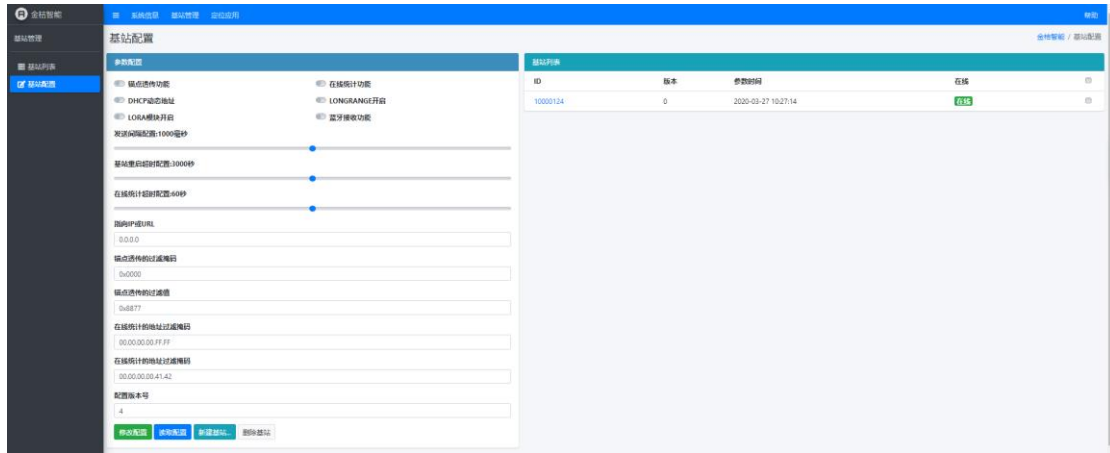 金桔智能
系统信息 基站管理 定位应用 帮助
基站管理
基站列表
基站配置
基站配置
金桔智能 / 基站配置
参数配置
锚点透传功能 在线统计功能
DHCP动态地址 LONGRANGE开启
LORA模块开启 蓝牙接收功能
发送间隔配置:1000毫秒
基站重启超时配置:3000秒
在线统计超时配置:60秒
指向IP或URL
0.0.0.0
锚点透传的过滤掩码
0x0000
锚点透传的过滤值
0x8877
在线统计的地址过滤掩码
00.00.00.00.FF.FF
在线统计的地址过滤掩码
00.00.00.00.41.42
配置版本号
4
修改配置 读取配置 新建基站... 删除基站
基站列表
ID 版本 参数时间 在线
10000124 0 2020-03-27 10:27:14 在线